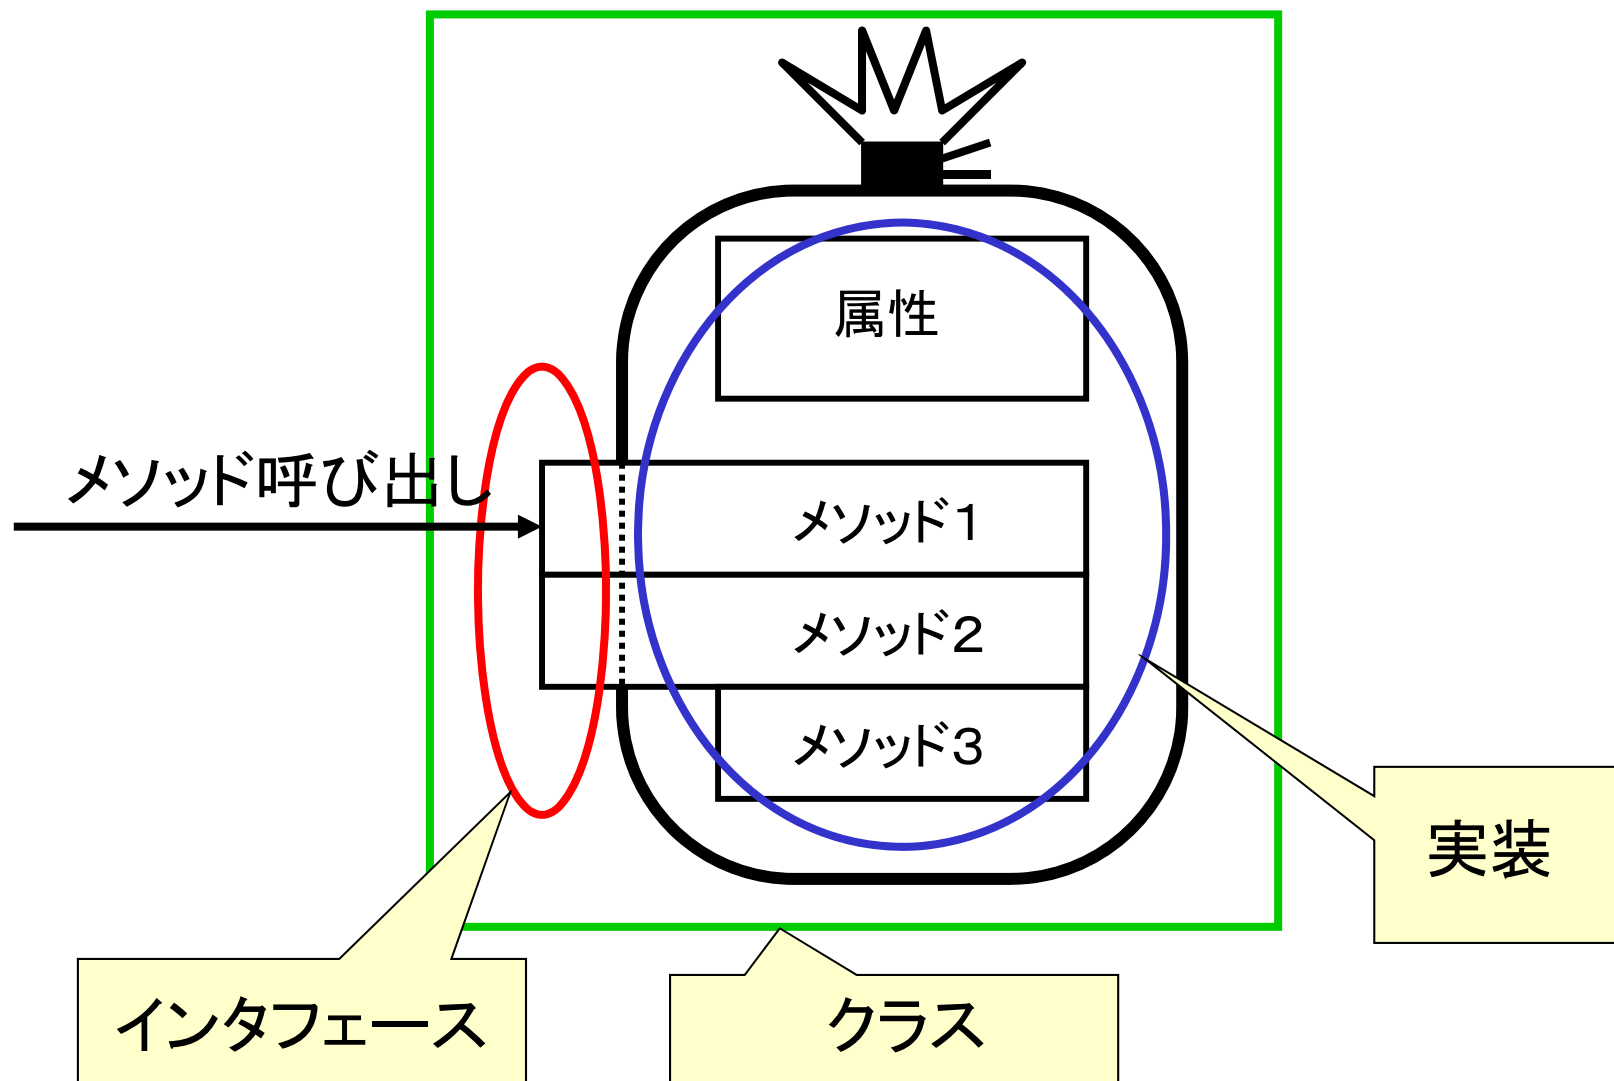 属性
メソッド呼び出し
メソッド１
メソッド２
メソッド３
実装
インタフェース
クラス